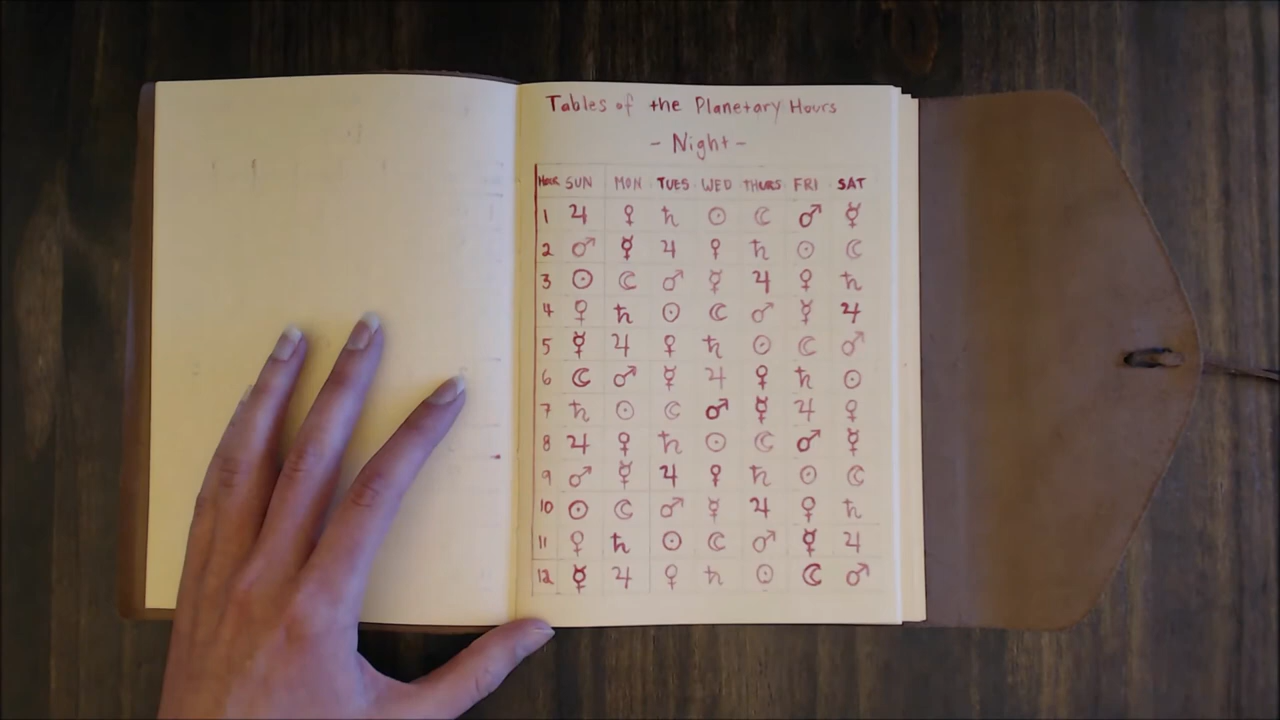 Tables of the Planetary Hours
- Night -
Hour SUN MON TUES WED THURS FRI SAT
1 ♃ ♀ ♄ ☉ ☾ ♂ ☿
2 ♂ ☿ ♃ ♀ ♄ ☉ ☾
3 ☉ ☾ ♂ ☿ ♃ ♀ ♄
4 ♀ ♄ ☉ ☾ ♂ ☿ ♃
5 ☿ ♃ ♀ ♄ ☉ ☾ ♂
6 ☾ ♂ ☿ ♃ ♀ ♄ ☉
7 ♄ ☉ ☾ ♂ ☿ ♃ ♀
8 ♃ ♀ ♄ ☉ ☾ ♂ ☿
9 ♂ ☿ ♃ ♀ ♄ ☉ ☾
10 ☉ ☾ ♂ ☿ ♃ ♀ ♄
11 ♀ ♄ ☉ ☾ ♂ ☿ ♃
12 ☿ ♃ ♀ ♄ ☉ ☾ ♂